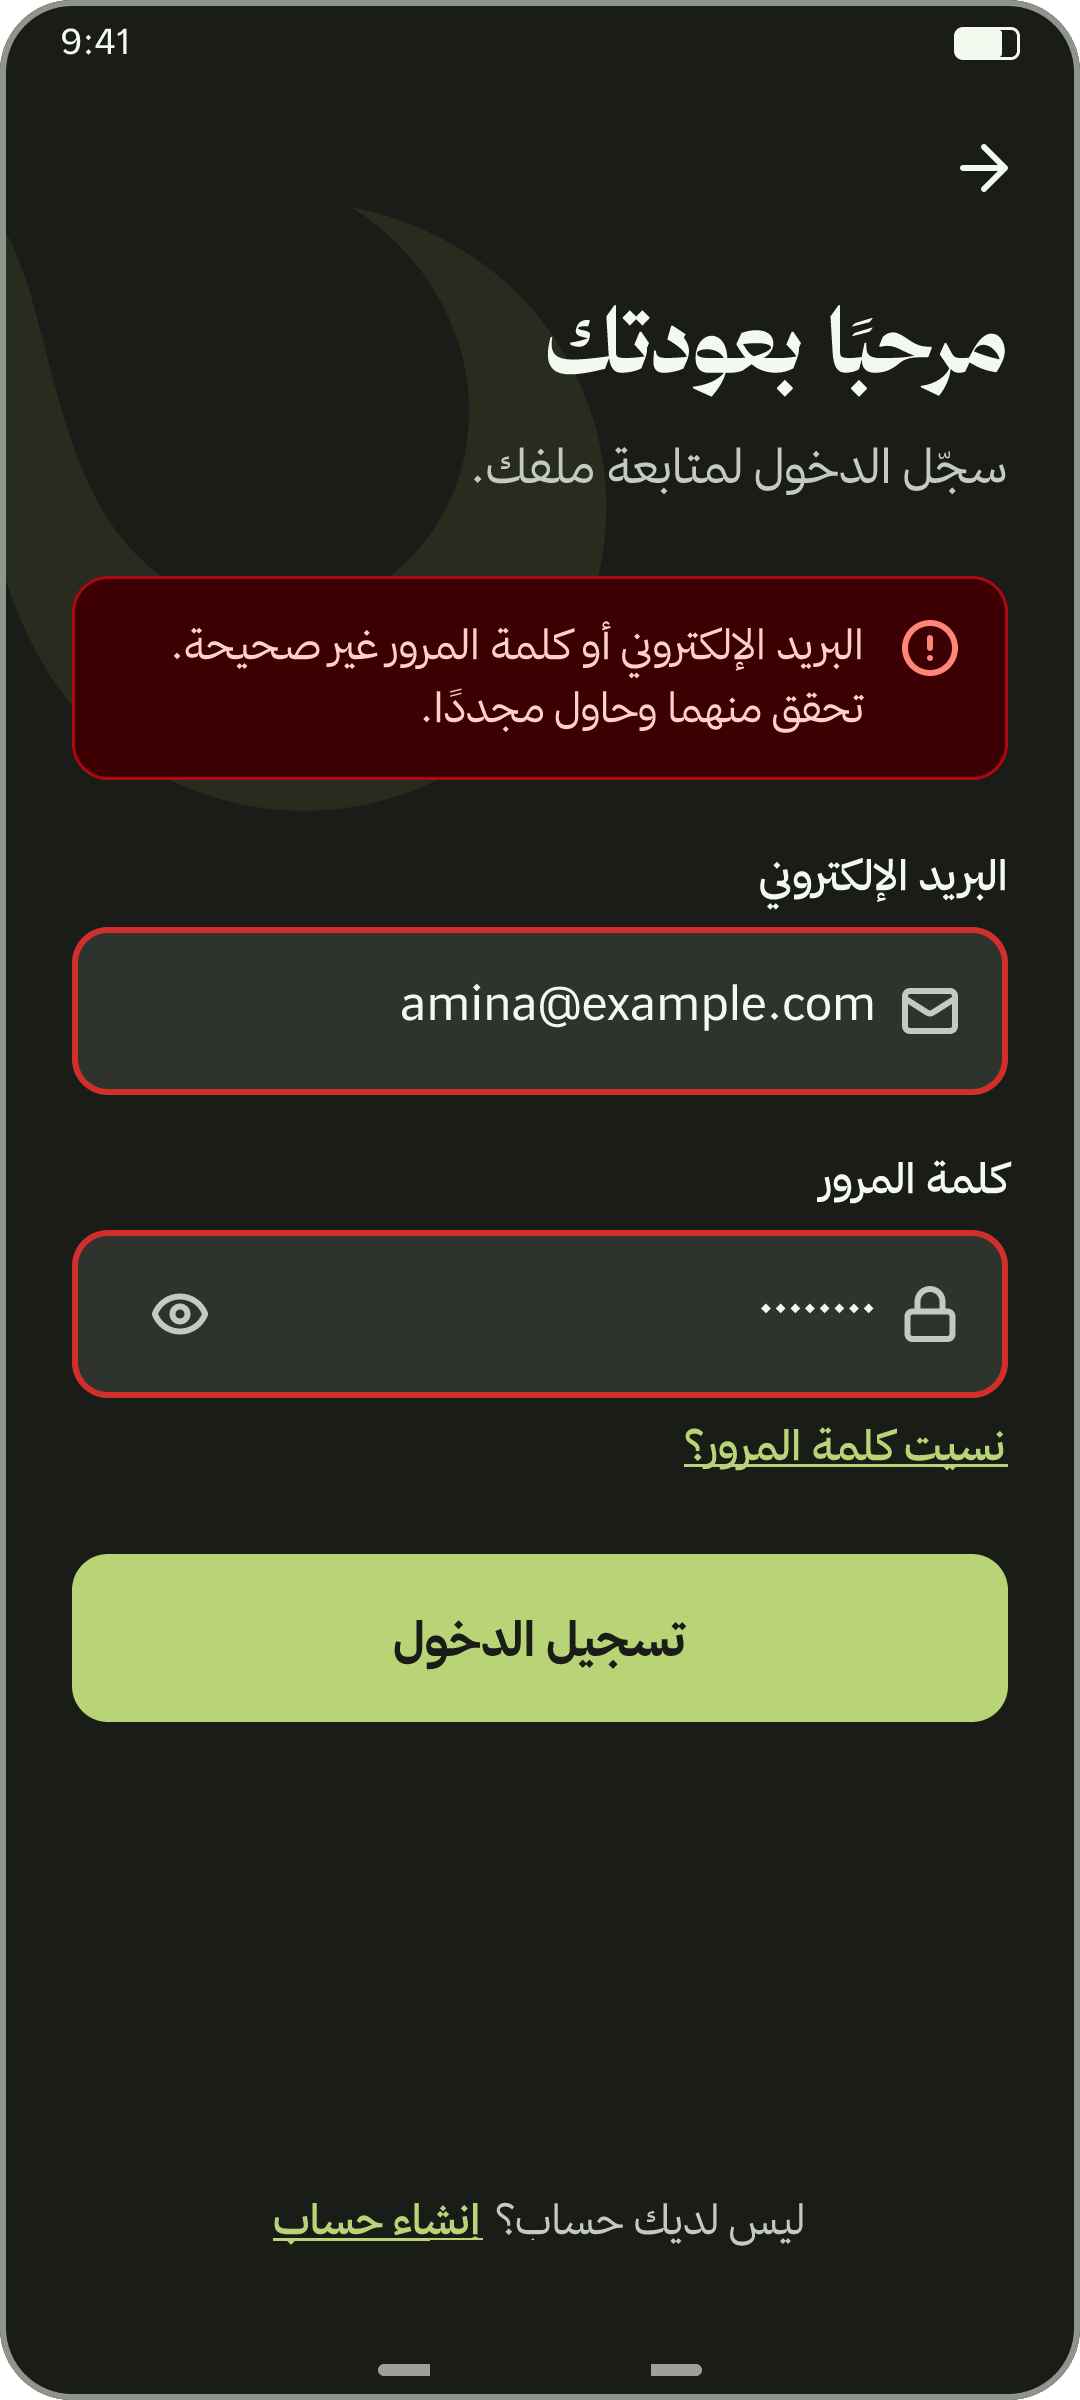 9:41
مرحبًا بعودتك
سجّل الدخول لمتابعة ملفك.
البريد الإلكتروني أو كلمة المرور غير صحيحة.
تحقق منهما وحاول مجددًا.
البريد الإلكتروني
amina@example.com
كلمة المرور
••••••••
نسيت كلمة المرور؟
تسجيل الدخول
ليس لديك حساب؟ إنشاء حساب